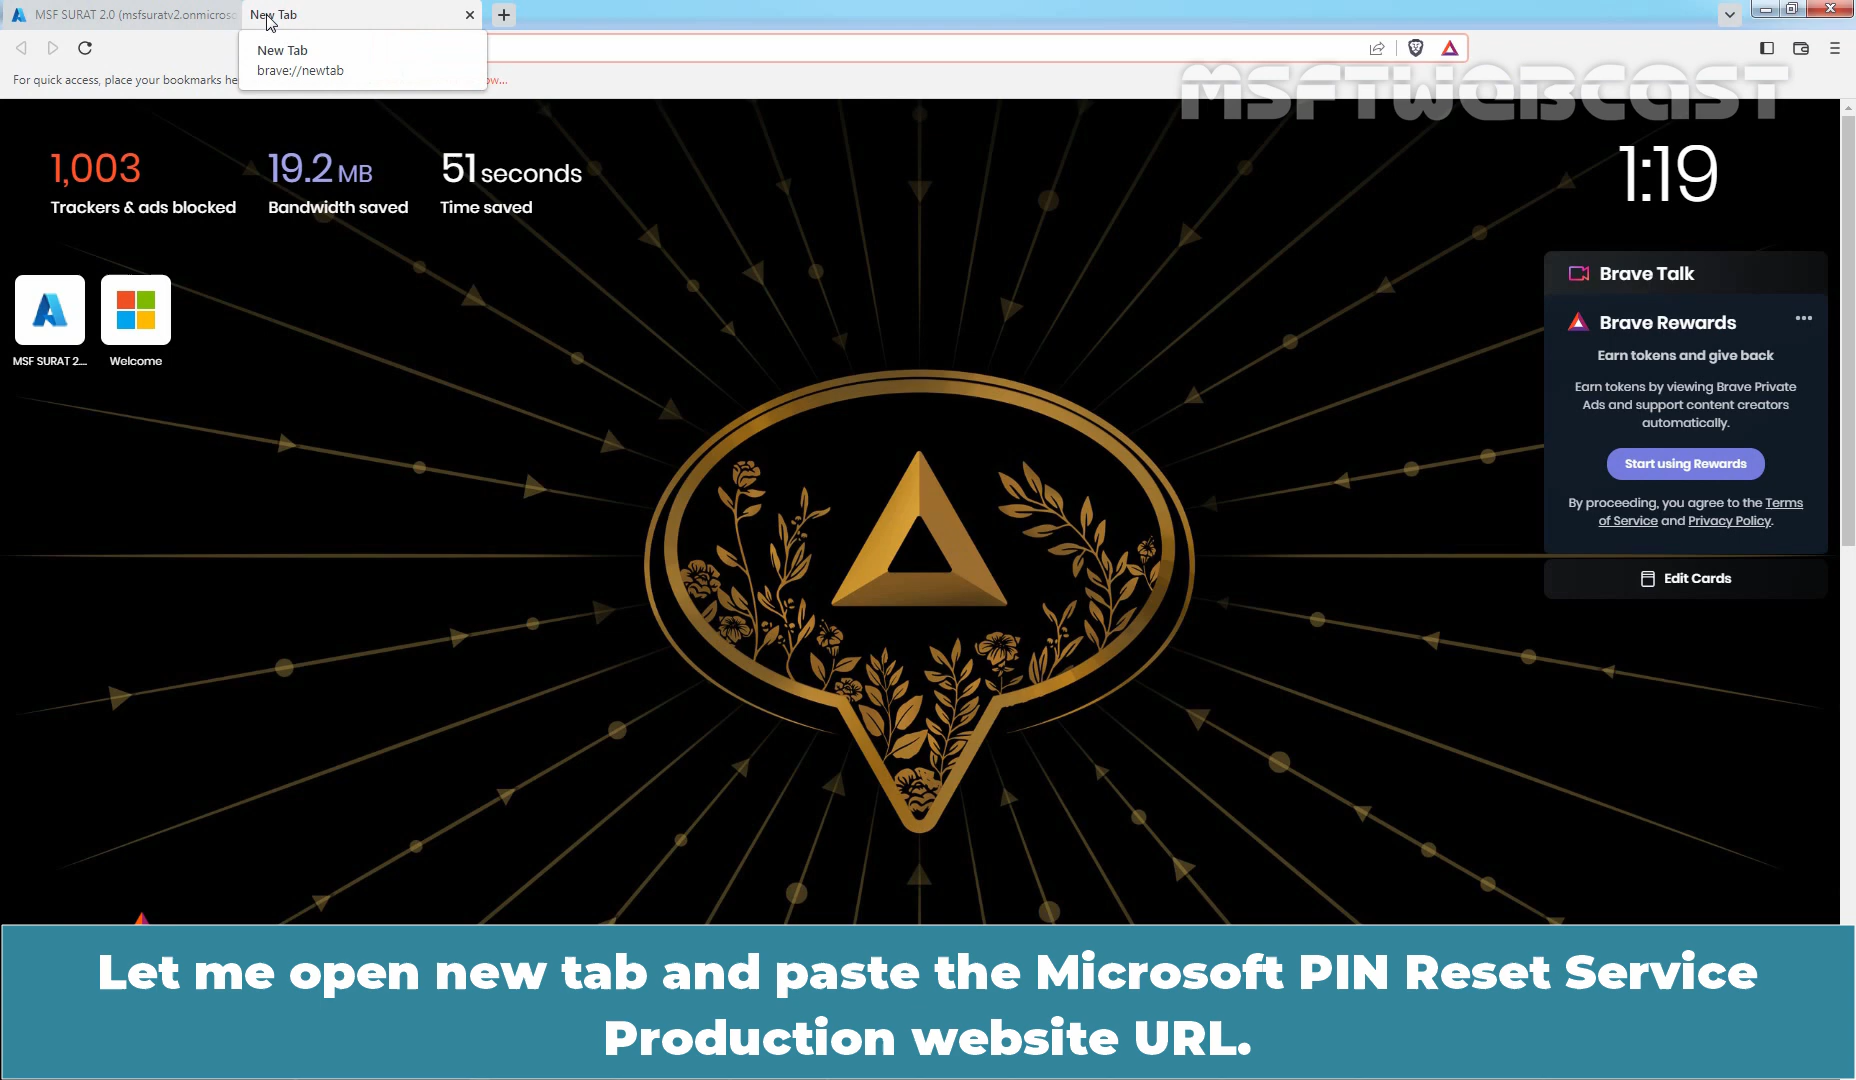 MSF SURAT 2.0 (msfsuratv2.onmicrosc
New Tab
New Tab
brave://newtab
For quick access, place your bookmarks he
w...
MSFTWEBCAST
1,003
Trackers & ads blocked
19.2 MB
Bandwidth saved
51 seconds
Time saved
1:19
MSF SURAT 2....
Welcome
Brave Talk
Brave Rewards
Earn tokens and give back
Earn tokens by viewing Brave Private
Ads and support content creators
automatically.
Start using Rewards
By proceeding, you agree to the Terms
of Service and Privacy Policy.
Edit Cards
Let me open new tab and paste the Microsoft PIN Reset Service
Production website URL.